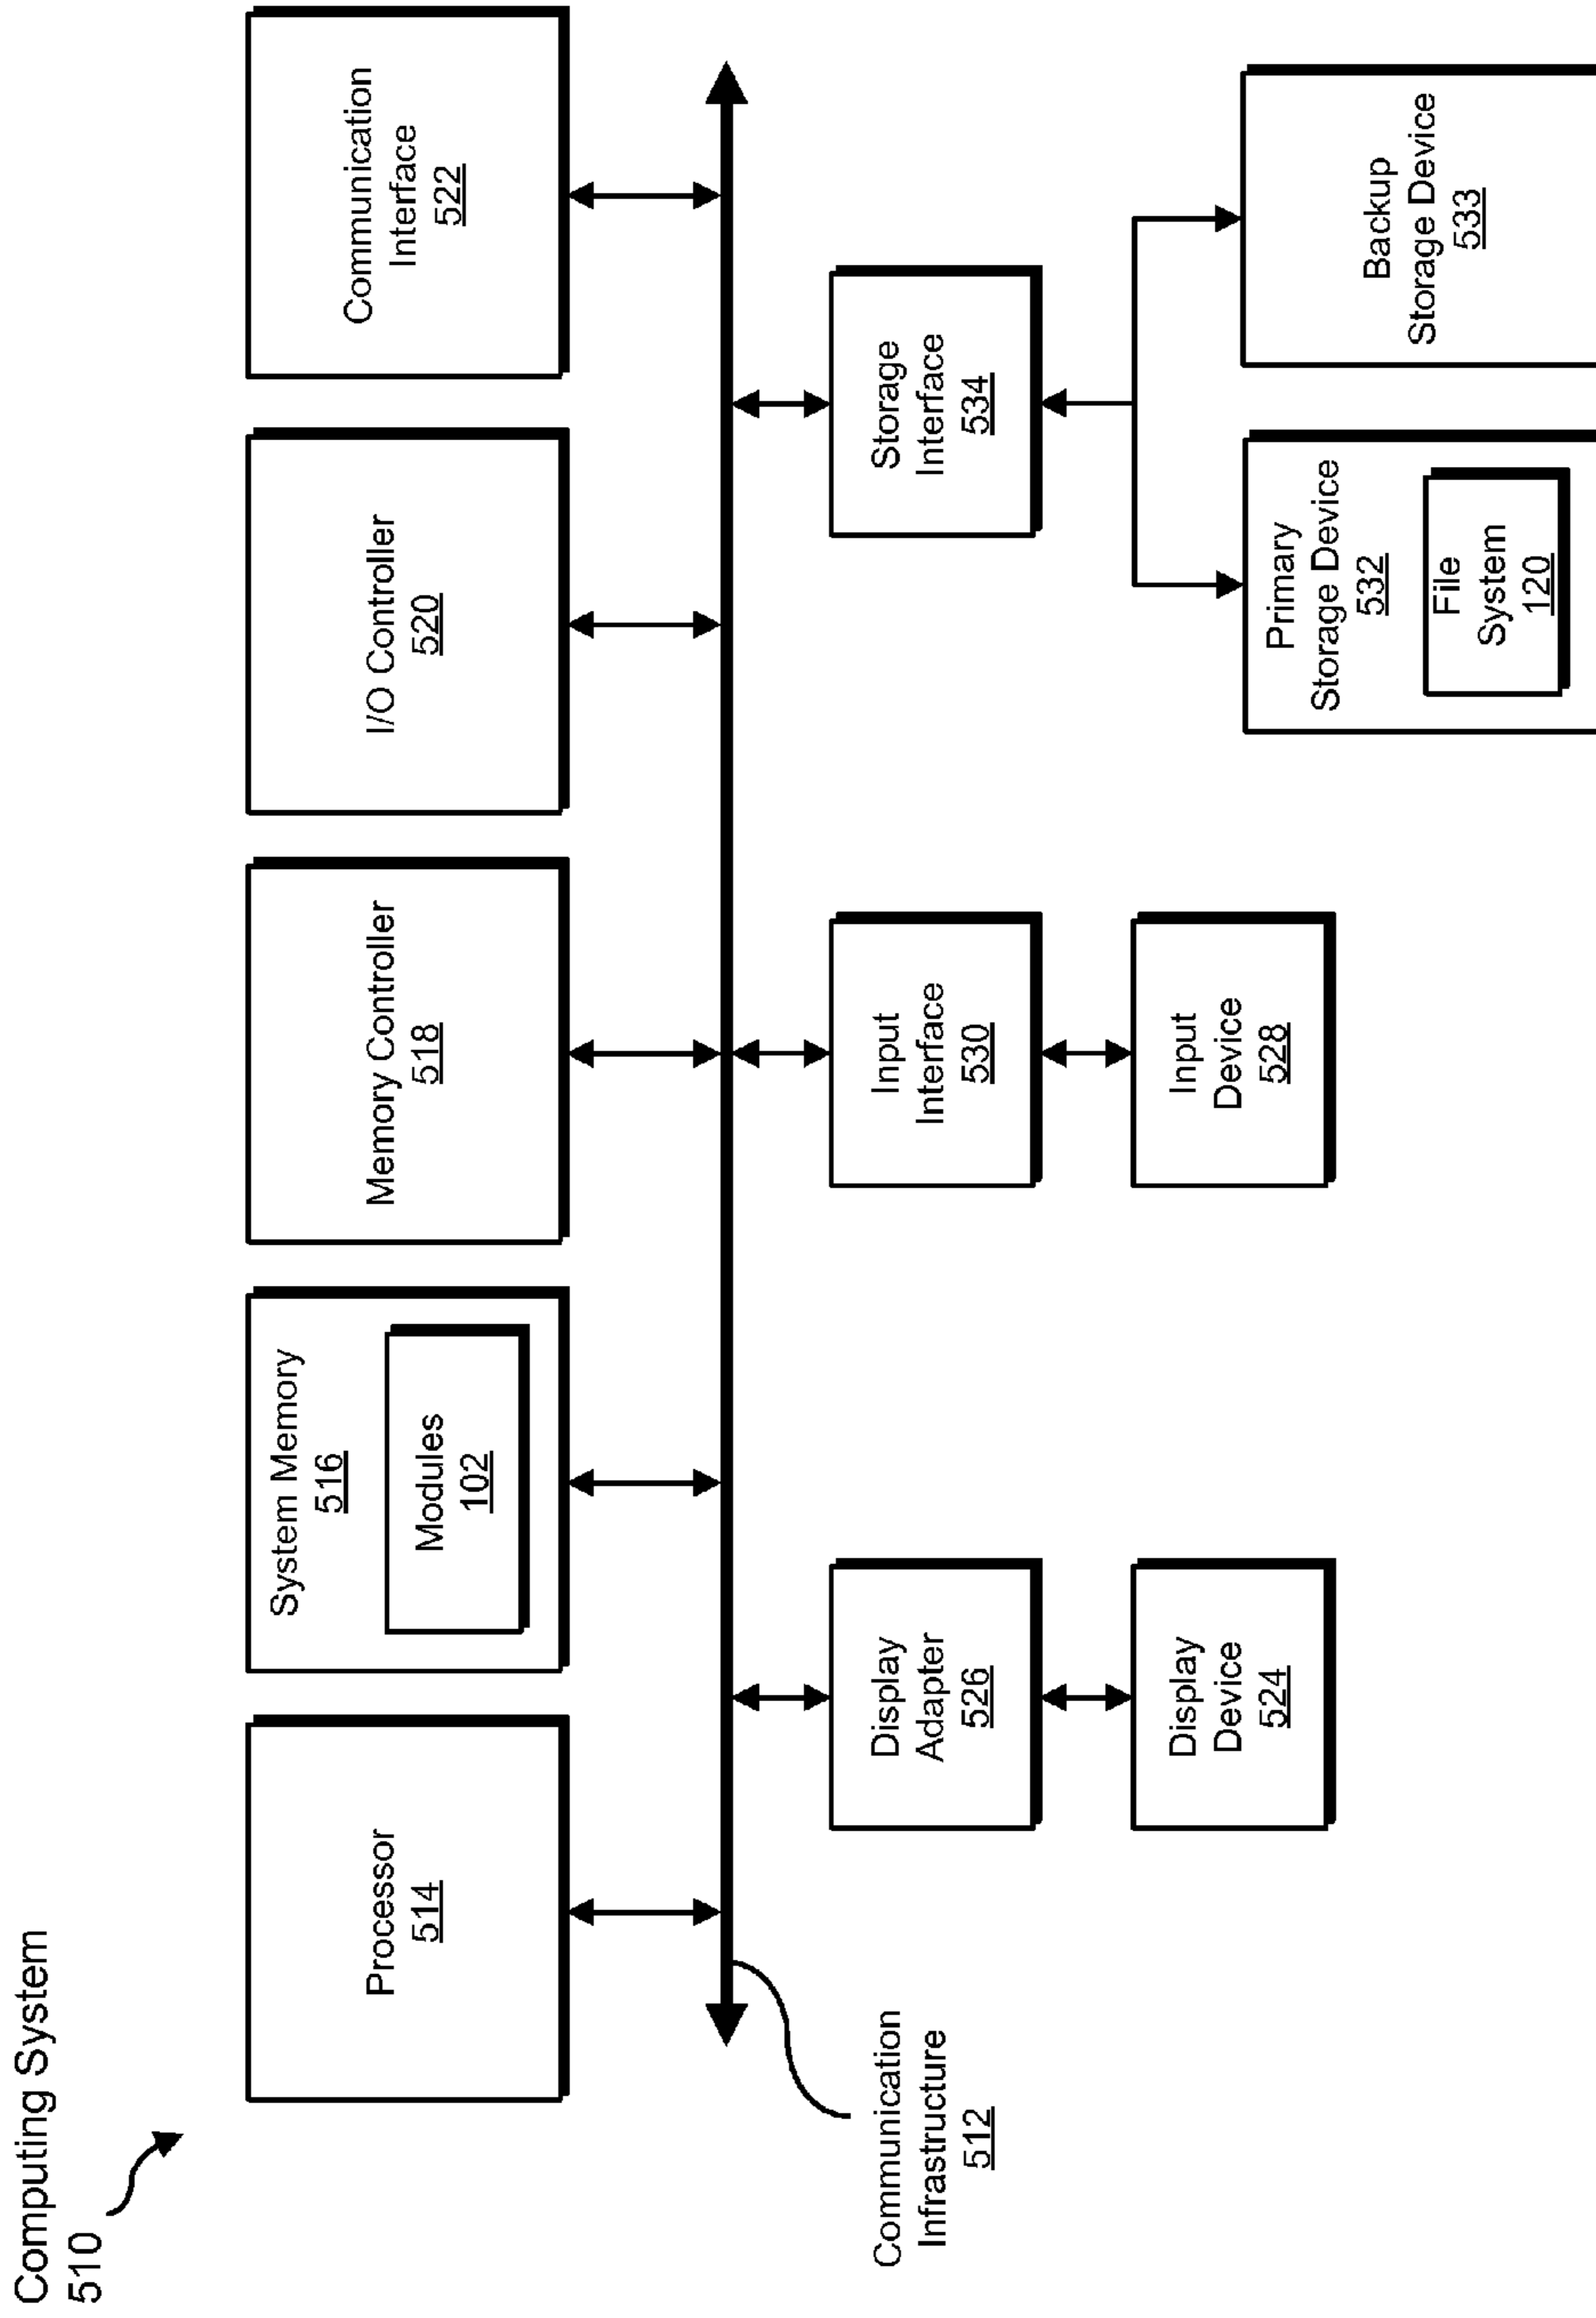 Computing System
510
Processor
514
System Memory
516
Modules
102
Memory Controller
518
I/O Controller
520
Communication
Interface
522
Communication
Infrastructure
512
Display
Adapter
526
Display
Device
524
Input
Interface
530
Input
Device
528
Storage
Interface
534
Primary
Storage Device
532
File
System
120
Backup
Storage Device
533